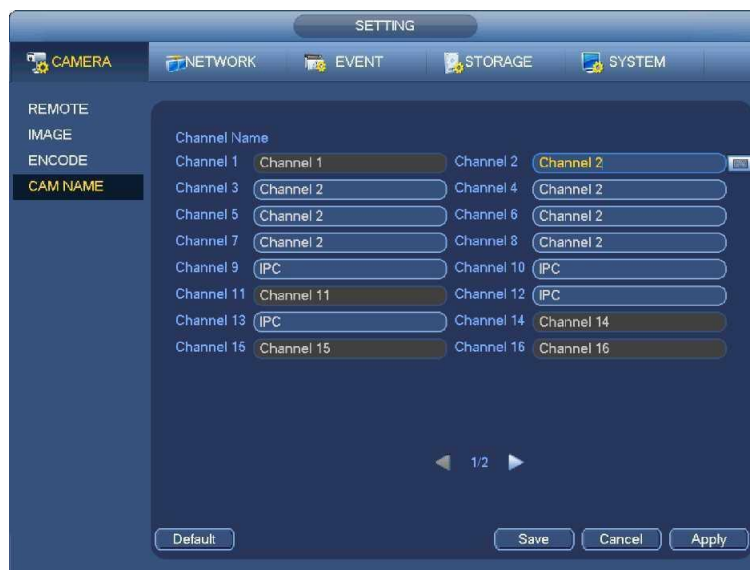 SETTING
CAMERA NETWORK EVENT STORAGE SYSTEM
REMOTE
IMAGE
ENCODE
CAM NAME
Channel Name
Channel 1 Channel 1 Channel 2 Channel 2
Channel 3 Channel 2 Channel 4 Channel 2
Channel 5 Channel 2 Channel 6 Channel 2
Channel 7 Channel 2 Channel 8 Channel 2
Channel 9 IPC Channel 10 IPC
Channel 11 Channel 11 Channel 12 IPC
Channel 13 IPC Channel 14 Channel 14
Channel 15 Channel 15 Channel 16 Channel 16
1/2
Default Save Cancel Apply